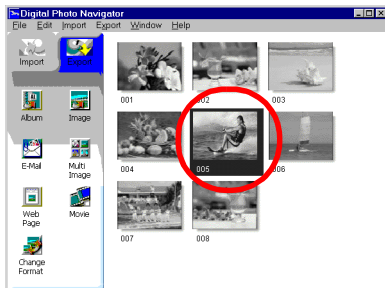 Digital Photo Navigator
File Edit Import Export Window Help
Import Export
Album Image
E-Mail Multi Image
Web Page Movie
Change Format
001 002 003
004 005 006
007 008